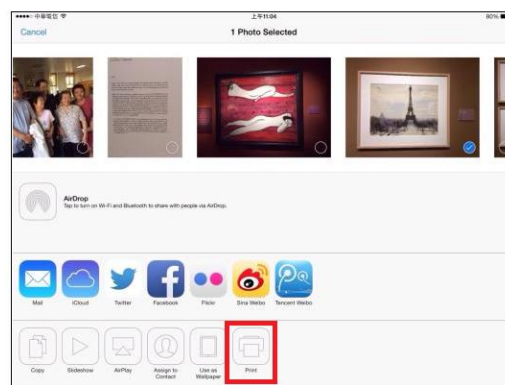 中華電信
上午11:04
80%
Cancel
1 Photo Selected
AirDrop
Tap to turn on Wi-Fi and Bluetooth to share with people via AirDrop.
Mail
iCloud
Twitter
Facebook
Flickr
Sina Weibo
Tencent Weibo
Copy
Slideshow
AirPlay
Assign to
Contact
Use as
Wallpaper
Print